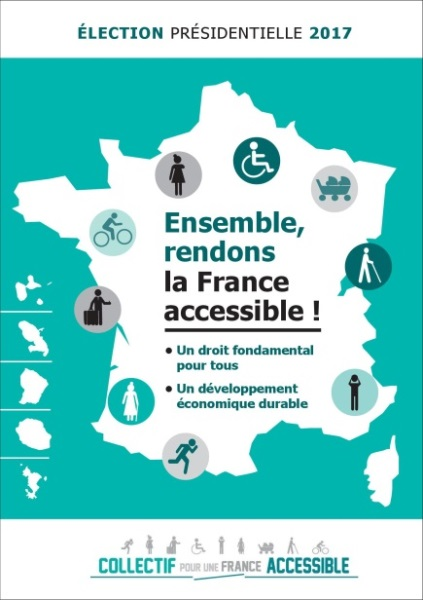 ÉLECTION PRÉSIDENTIELLE 2017
Ensemble,
rendons
la France
accessible !
• Un droit fondamental
pour tous
• Un développement
économique durable
COLLECTIF POUR UNE FRANCE ACCESSIBLE